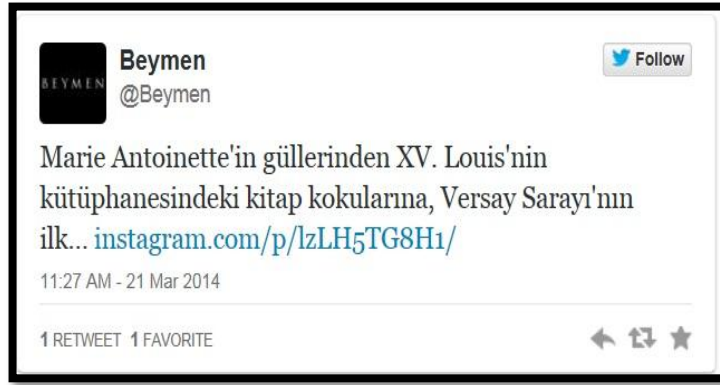 BEYMEN
Beymen
@Beymen
Follow
Marie Antoinette'in güllerinden XV. Louis'nin
kütüphanesindeki kitap kokularına, Versay Sarayı'nın
ilk... instagram.com/p/lzLH5TG8H1/
11:27 AM - 21 Mar 2014
1 RETWEET 1 FAVORITE